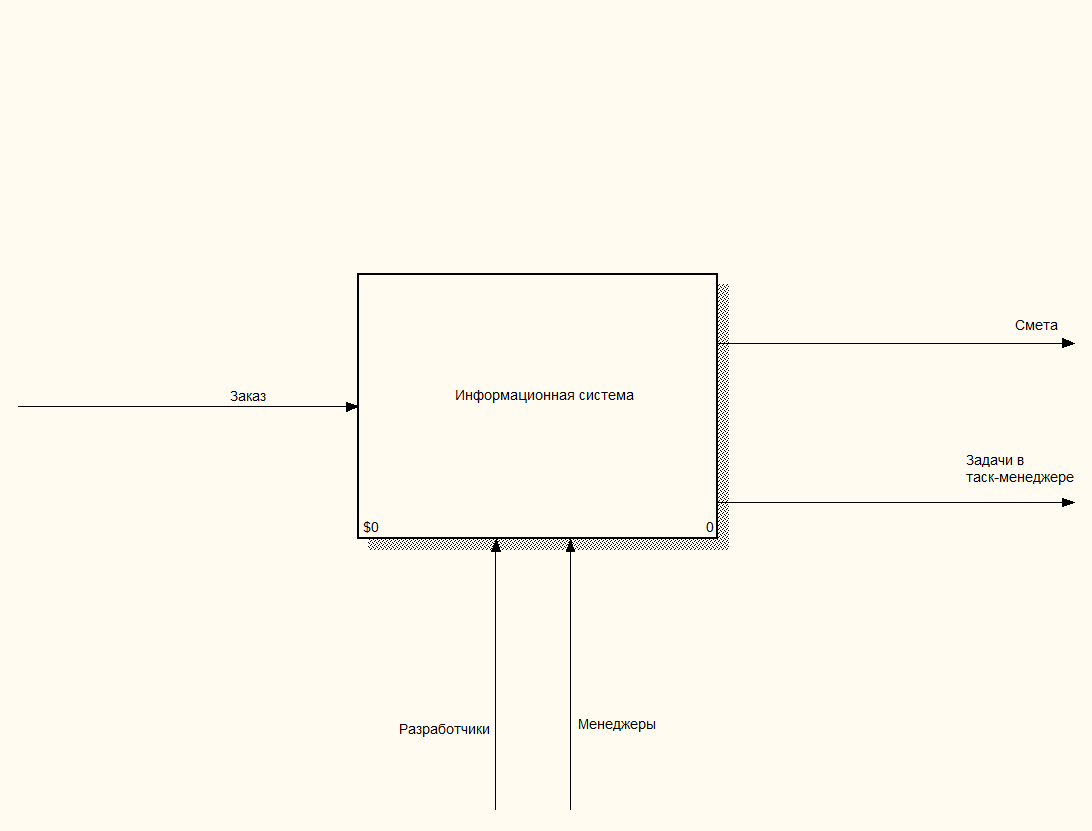 Смета
Заказ
Информационная система
Задачи в
таск-менеджере
$0
0
Разработчики
Менеджеры